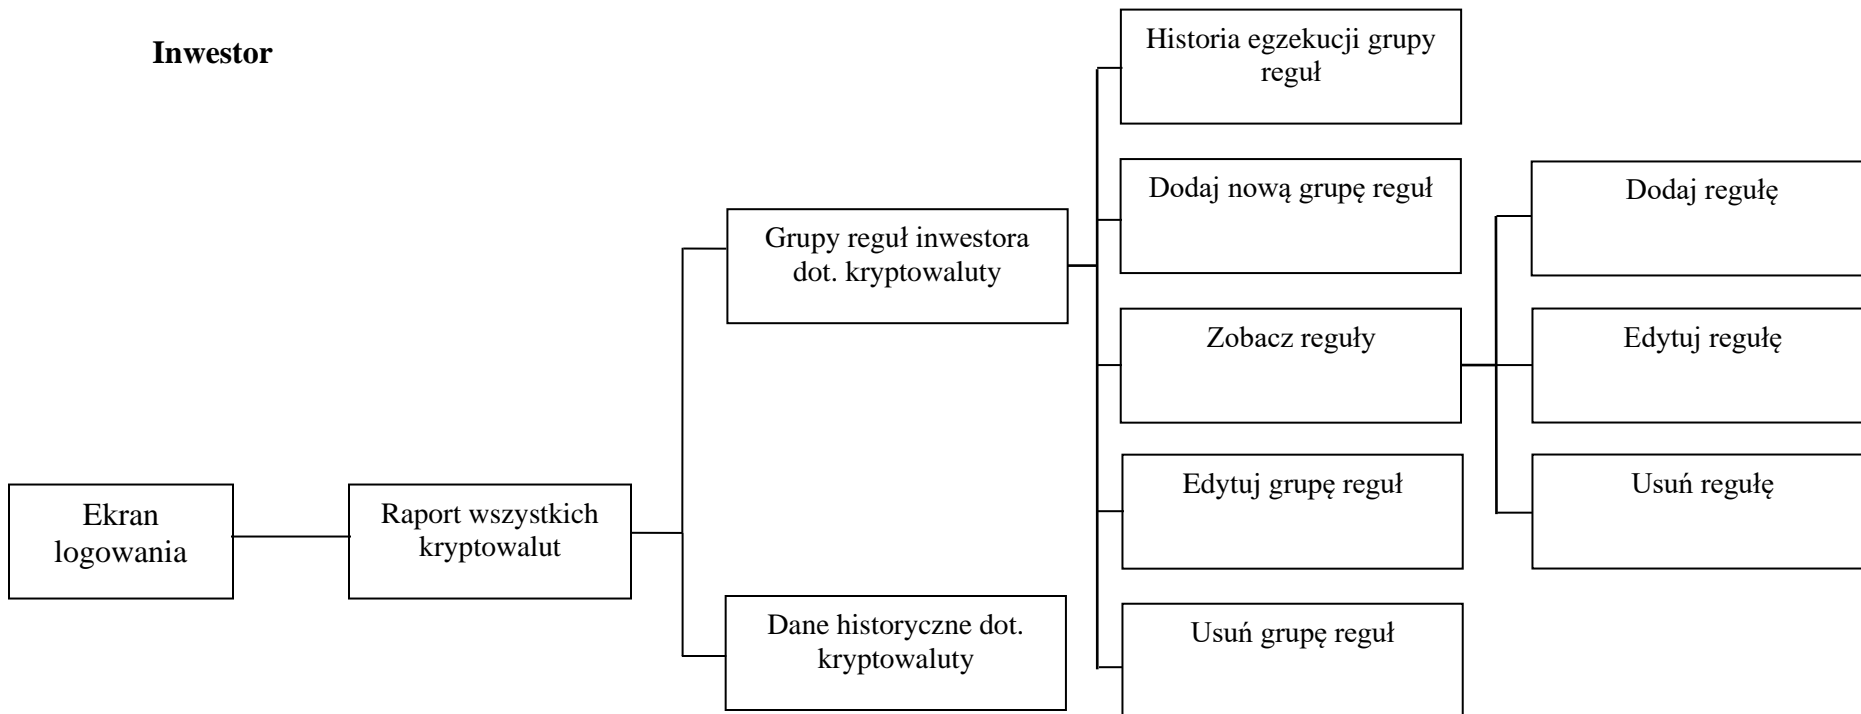 Inwestor
Ekran
logowania
Raport wszystkich
kryptowalut
Grupy reguł inwestora
dot. kryptowaluty
Dane historyczne dot.
kryptowaluty
Historia egzekucji grupy
reguł
Dodaj nową grupę reguł
Zobacz reguły
Edytuj grupę reguł
Usuń grupę reguł
Dodaj regułę
Edytuj regułę
Usuń regułę